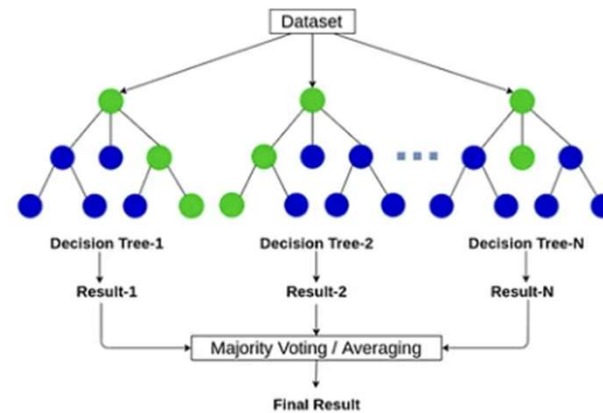 Dataset
Decision Tree-1 Decision Tree-2 Decision Tree-N
Result-1 Result-2 Result-N
Majority Voting / Averaging
Final Result